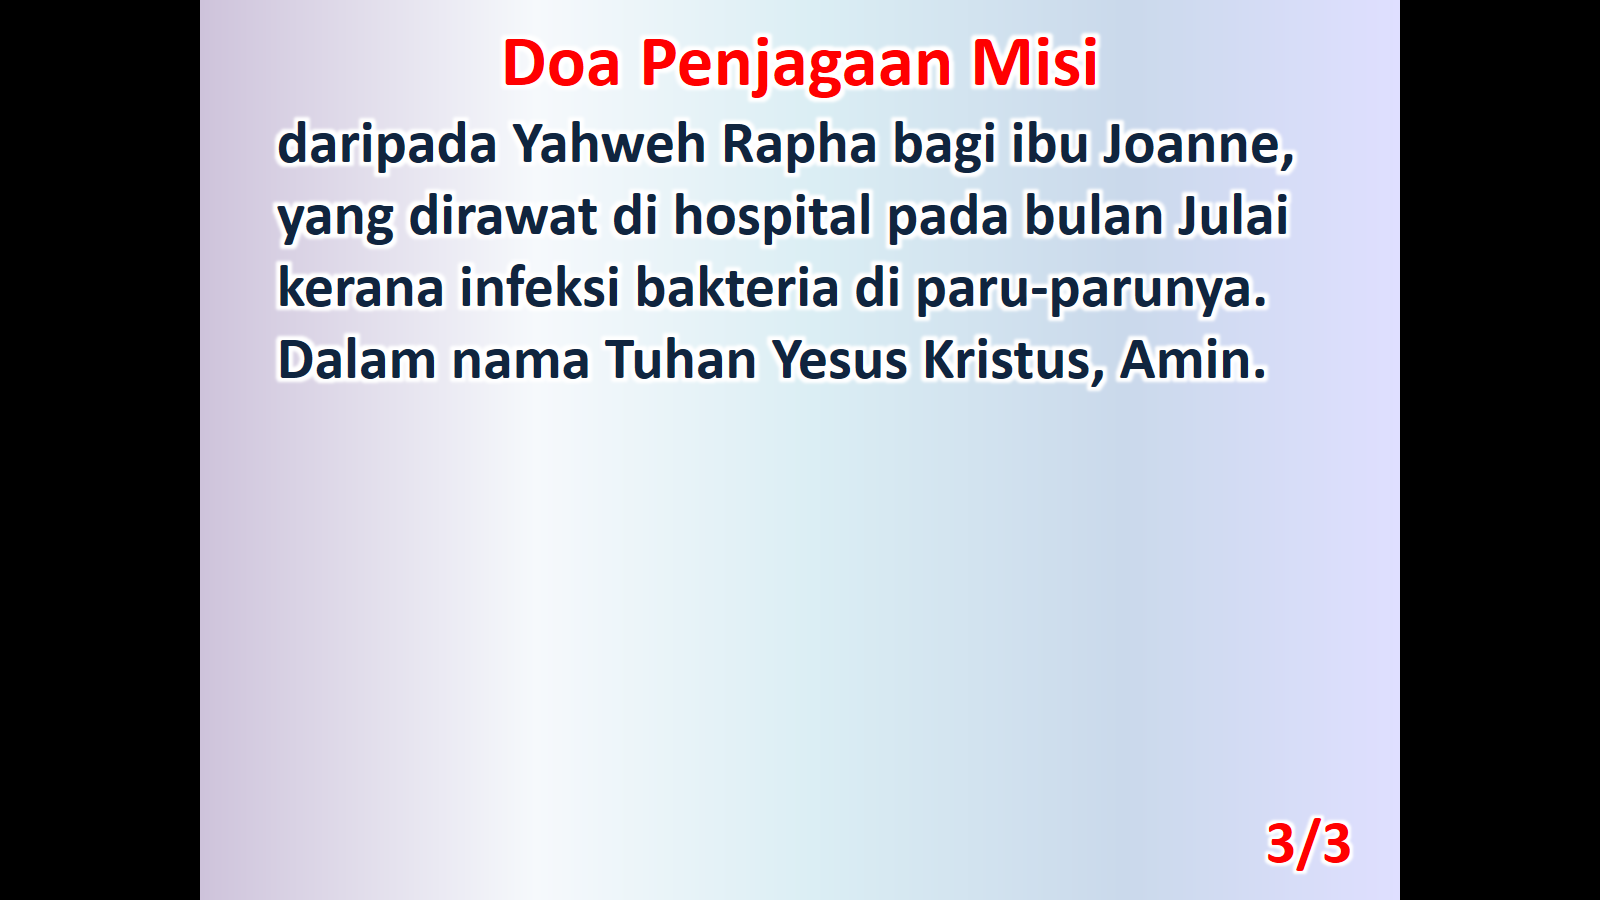 Doa Penjagaan Misi
daripada Yahweh Rapha bagi ibu Joanne,
yang dirawat di hospital pada bulan Julai
kerana infeksi bakteria di paru-parunya.
Dalam nama Tuhan Yesus Kristus, Amin.
3/3